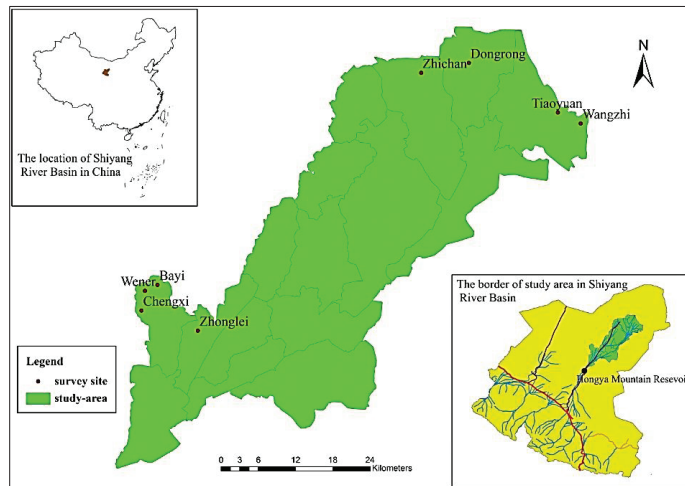 The location of Shiyang
River Basin in China
N
Zhichan
Dongrong
Tiaoyuan
Wangzhi
Wener
Bayi
Chengxi
Zhonglei
Legend
survey site
study-area
0 3 6 12 18 24
Kilometers
The border of study area in Shiyang
River Basin
Hongya Mountain Resevoi